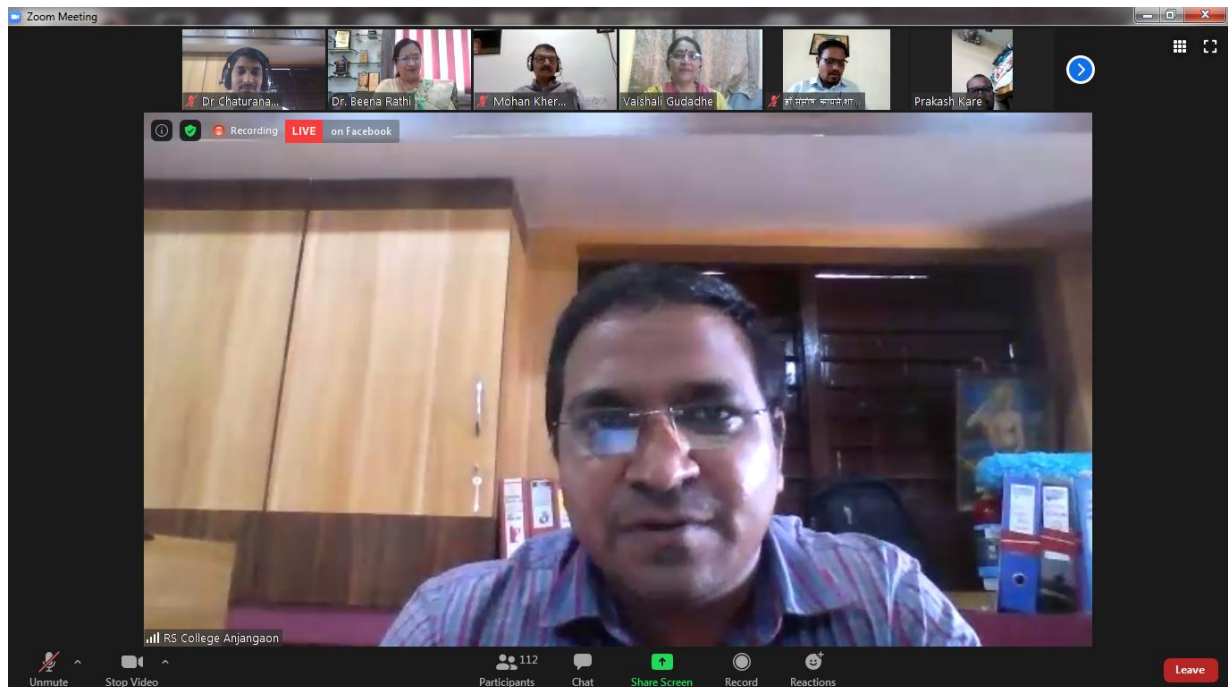 Zoom Meeting
Dr Chaturana...
Dr. Beena Rathi
Mohan Kher...
Vaishali Gudadhe
डॉ संतोष कापसे,शा...
Prakash Kare
Recording
LIVE on Facebook
RS College Anjangaon
Unmute
Stop Video
112
Participants
Chat
Share Screen
Record
Reactions
Leave